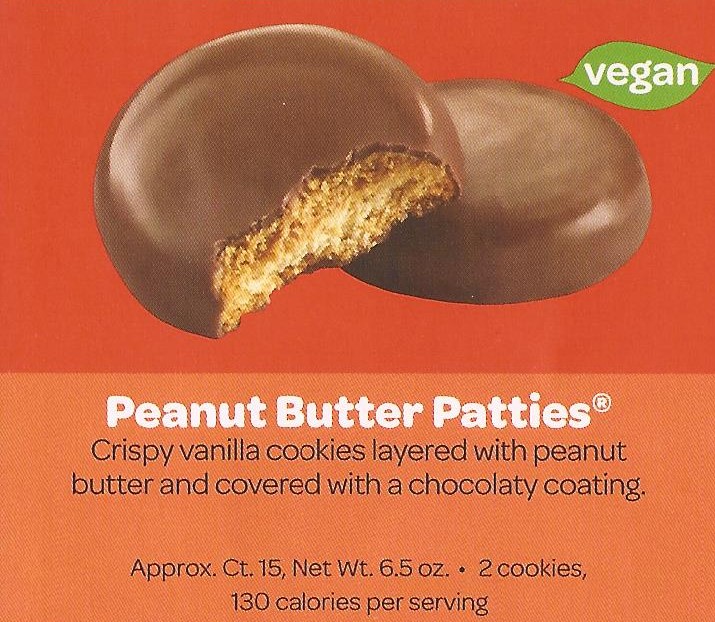 vegan
Peanut Butter Patties®
Crispy vanilla cookies layered with peanut
butter and covered with a chocolaty coating.
Approx. Ct. 15, Net Wt. 6.5 oz. • 2 cookies,
130 calories per serving